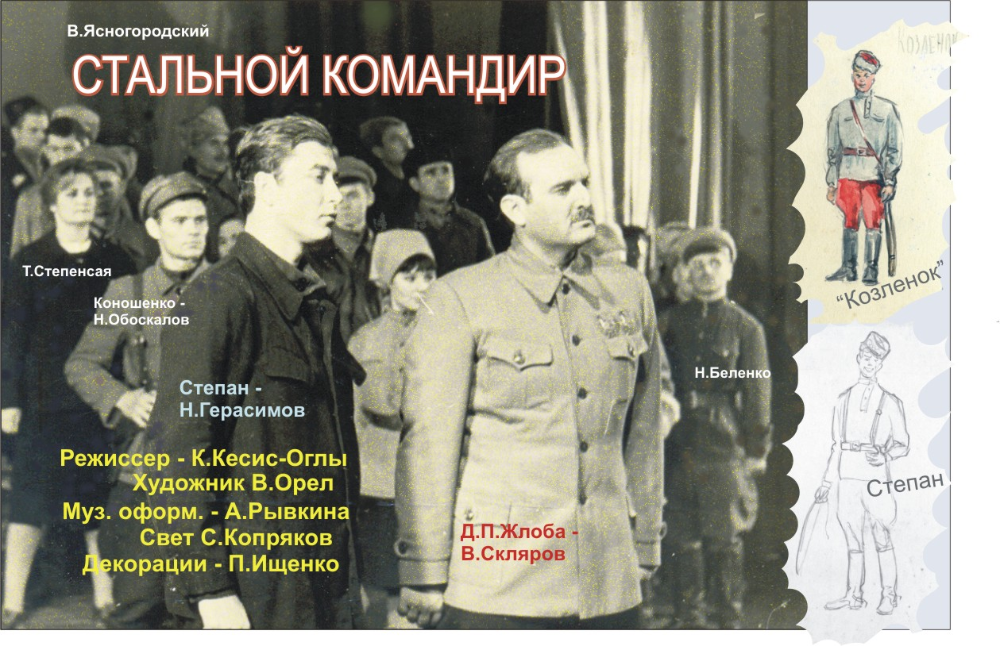 В.Ясногородский
СТАЛЬНОЙ КОМАНДИР
КОЗЛЕНОК
Т.Степенсая
Коношенко -
Н.Обоскалов
"Козленок"
Н.Беленко
Степан -
Н.Герасимов
Режиссер - К.Кесис-Оглы
Художник В.Орел
Муз. оформ. - А.Рывкина
Свет С.Копряков
Декорации - П.Ищенко
Д.П.Жлоба -
В.Скляров
Степан